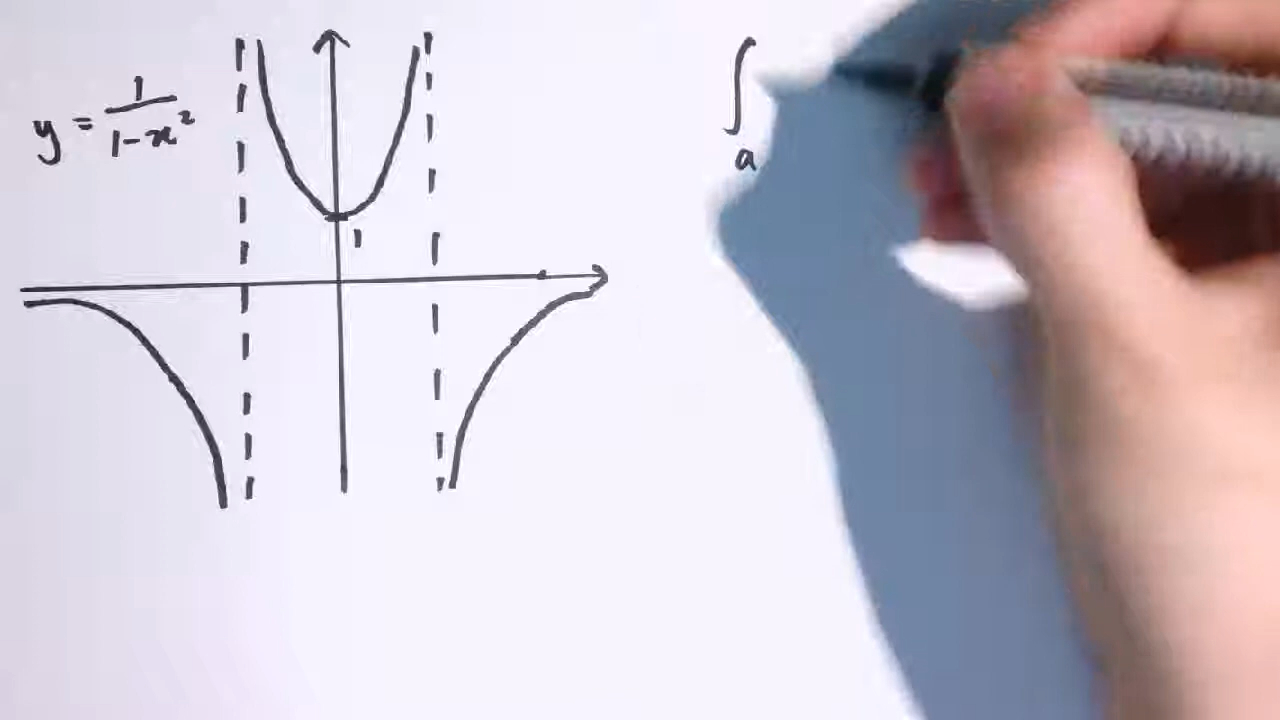 y = 1/(1-x²)
1
∫
a